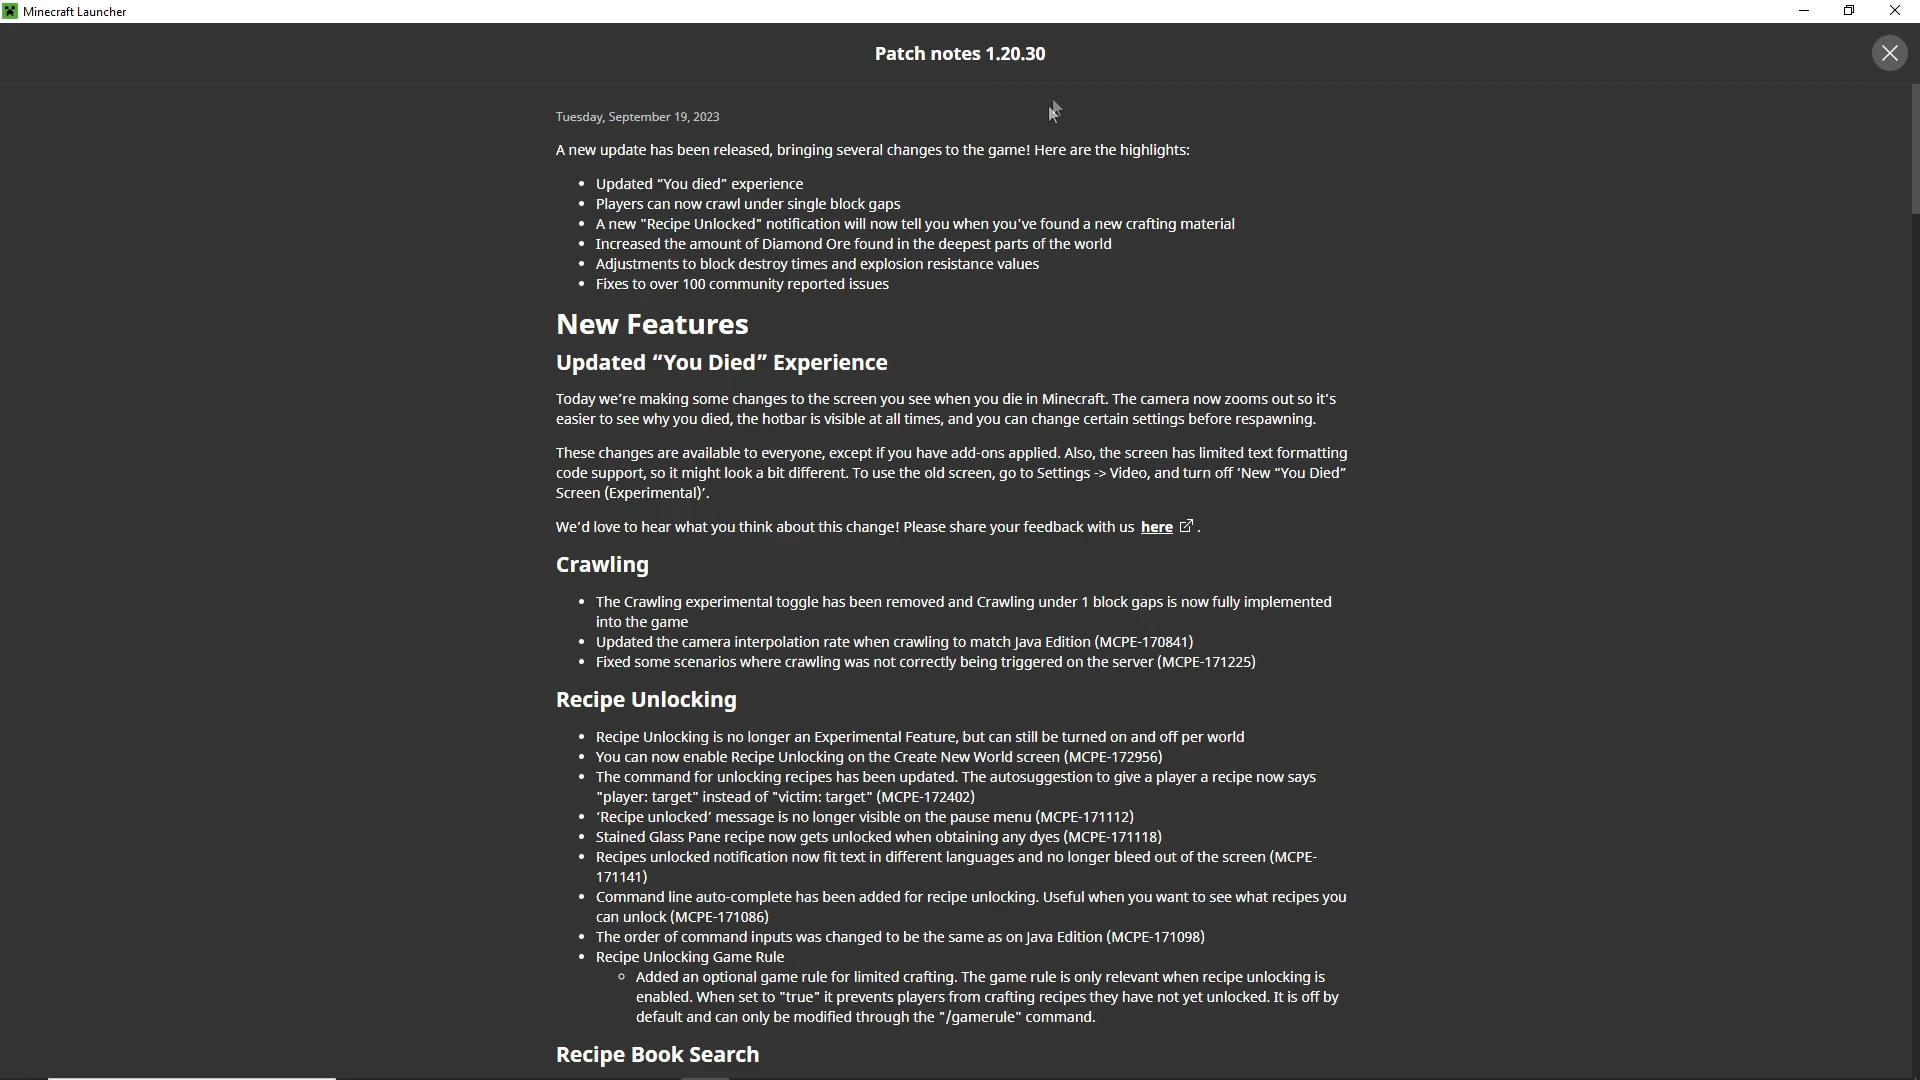 Minecraft Launcher
Patch notes 1.20.30
Tuesday, September 19, 2023
A new update has been released, bringing several changes to the game! Here are the highlights:
• Updated “You died” experience
• Players can now crawl under single block gaps
• A new "Recipe Unlocked" notification will now tell you when you've found a new crafting material
• Increased the amount of Diamond Ore found in the deepest parts of the world
• Adjustments to block destroy times and explosion resistance values
• Fixes to over 100 community reported issues
New Features
Updated “You Died” Experience
Today we’re making some changes to the screen you see when you die in Minecraft. The camera now zooms out so it’s
easier to see why you died, the hotbar is visible at all times, and you can change certain settings before respawning.
These changes are available to everyone, except if you have add-ons applied. Also, the screen has limited text formatting
code support, so it might look a bit different. To use the old screen, go to Settings -> Video, and turn off ‘New “You Died”
Screen (Experimental)’.
We’d love to hear what you think about this change! Please share your feedback with us here .
Crawling
• The Crawling experimental toggle has been removed and Crawling under 1 block gaps is now fully implemented
into the game
• Updated the camera interpolation rate when crawling to match Java Edition (MCPE-170841)
• Fixed some scenarios where crawling was not correctly being triggered on the server (MCPE-171225)
Recipe Unlocking
• Recipe Unlocking is no longer an Experimental Feature, but can still be turned on and off per world
• You can now enable Recipe Unlocking on the Create New World screen (MCPE-172956)
• The command for unlocking recipes has been updated. The autosuggestion to give a player a recipe now says
"player: target" instead of "victim: target" (MCPE-172402)
• ‘Recipe unlocked’ message is no longer visible on the pause menu (MCPE-171112)
• Stained Glass Pane recipe now gets unlocked when obtaining any dyes (MCPE-171118)
• Recipes unlocked notification now fit text in different languages and no longer bleed out of the screen (MCPE-
171141)
• Command line auto-complete has been added for recipe unlocking. Useful when you want to see what recipes you
can unlock (MCPE-171086)
• The order of command inputs was changed to be the same as on Java Edition (MCPE-171098)
• Recipe Unlocking Game Rule
◦ Added an optional game rule for limited crafting. The game rule is only relevant when recipe unlocking is
enabled. When set to "true" it prevents players from crafting recipes they have not yet unlocked. It is off by
default and can only be modified through the "/gamerule" command.
Recipe Book Search